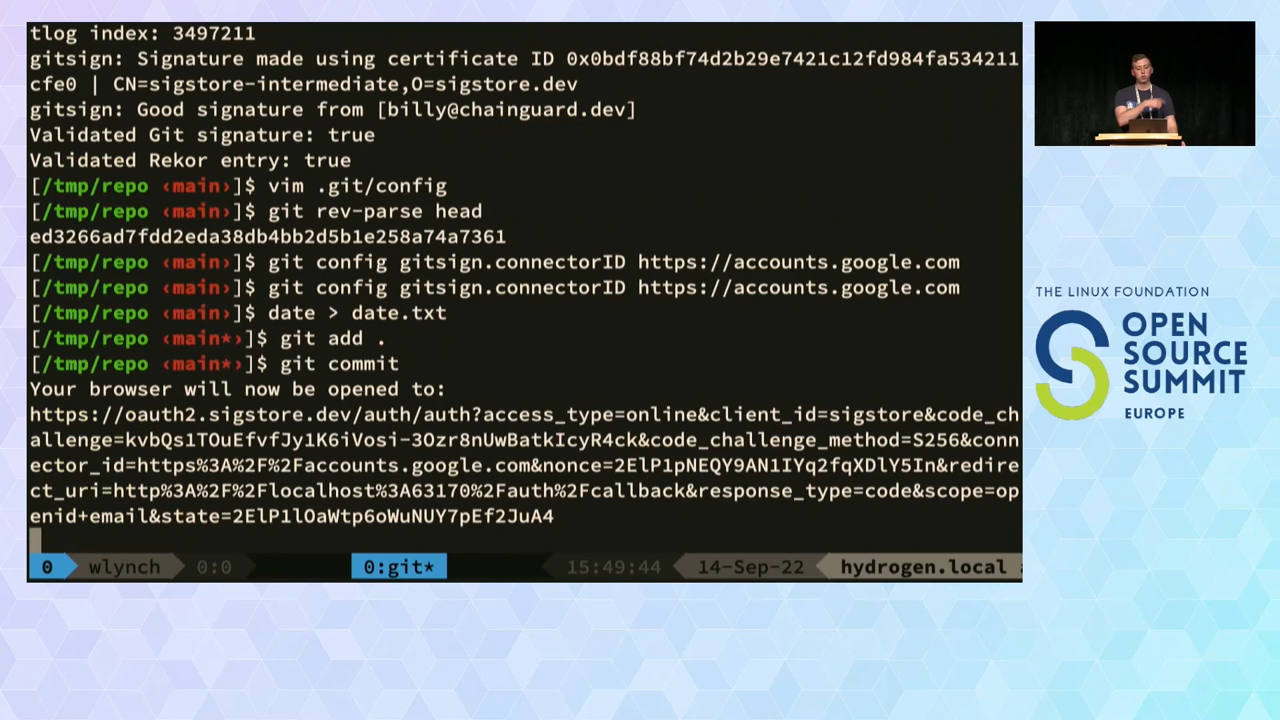 tlog index: 3497211
gitsign: Signature made using certificate ID 0x0bdf88bf74d2b29e7421c12fd984fa534211
cfe0 | CN=sigstore-intermediate,O=sigstore.dev
gitsign: Good signature from [billy@chainguard.dev]
Validated Git signature: true
Validated Rekor entry: true
[/tmp/repo ‹main›]$ vim .git/config
[/tmp/repo ‹main›]$ git rev-parse head
ed3266ad7fdd2eda38db4bb2d5b1e258a74a7361
[/tmp/repo ‹main›]$ git config gitsign.connectorID https://accounts.google.com
[/tmp/repo ‹main›]$ git config gitsign.connectorID https://accounts.google.com
[/tmp/repo ‹main›]$ date > date.txt
[/tmp/repo ‹main*›]$ git add .
[/tmp/repo ‹main*›]$ git commit
Your browser will now be opened to:
https://oauth2.sigstore.dev/auth/auth?access_type=online&client_id=sigstore&code_ch
allenge=kvbQs1TOuEfvfJy1K6iVosi-3Ozr8nUwBatkIcyR4ck&code_challenge_method=S256&conn
ector_id=https%3A%2F%2Faccounts.google.com&nonce=2ElP1pNEQY9AN1IYq2fqXDlY5In&redire
ct_uri=http%3A%2F%2Flocalhost%3A63170%2Fauth%2Fcallback&response_type=code&scope=op
enid+email&state=2ElP1lOaWtp6oWuNUY7pEf2JuA4
0 wlynch 0:0 0:git* 15:49:44 14-Sep-22 hydrogen.local
THE LINUX FOUNDATION
OPEN
SOURCE
SUMMIT
EUROPE